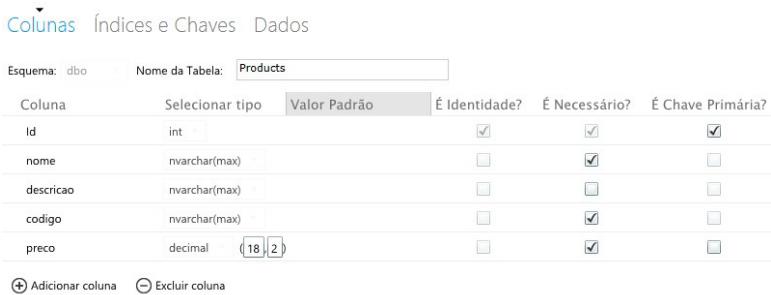 Colunas Índices e Chaves Dados
Esquema: dbo Nome da Tabela: Products
Coluna Selecionar tipo Valor Padrão É Identidade? É Necessário? É Chave Primária?
Id int
nome nvarchar(max)
descricao nvarchar(max)
codigo nvarchar(max)
preco decimal (18,2)
Adicionar coluna Excluir coluna